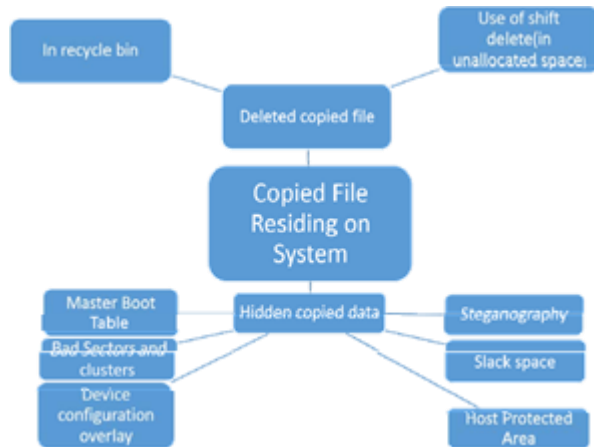 In recycle bin
Use of shift
delete(in
unallocated space)
Deleted copied file
Copied File
Residing on
System
Master Boot
Table
Hidden copied data
Steganography
Bad Sectors and
clusters
Slack space
Device
configuration
overlay
Host Protected
Area